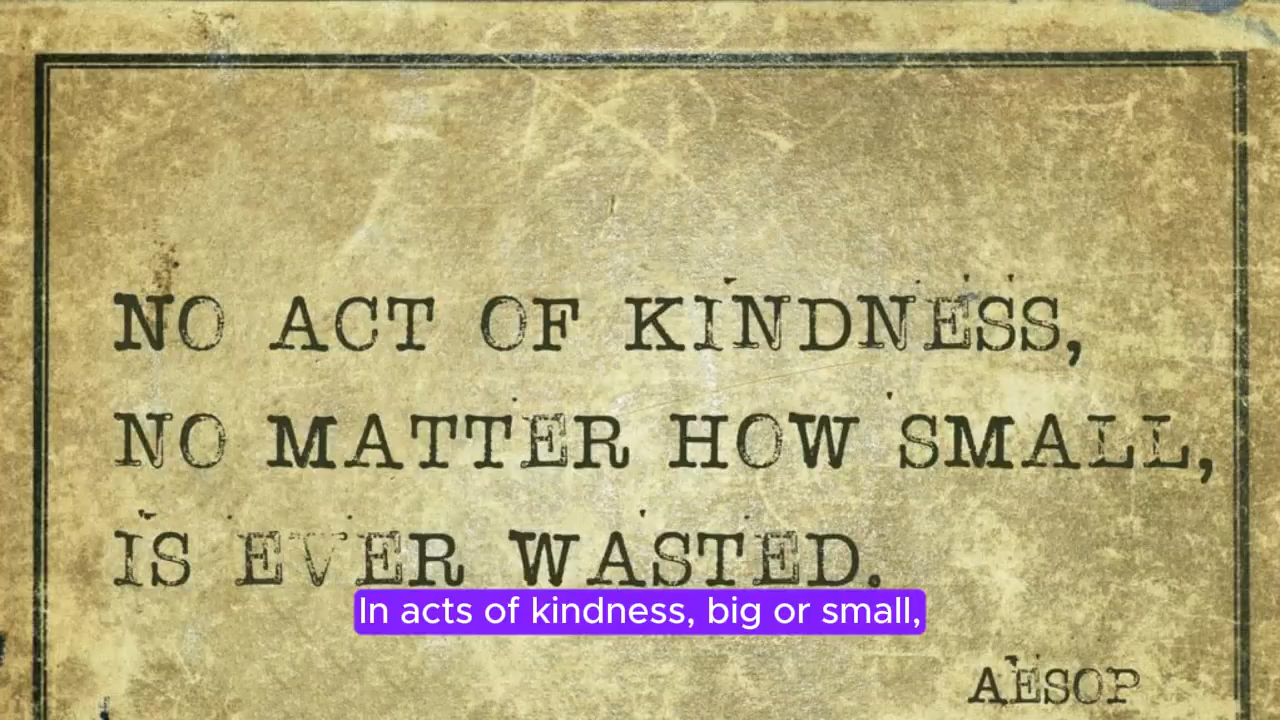 NO ACT OF KINDNESS,
NO MATTER HOW SMALL,
IS EVER WASTED.
In acts of kindness, big or small,
AESOP